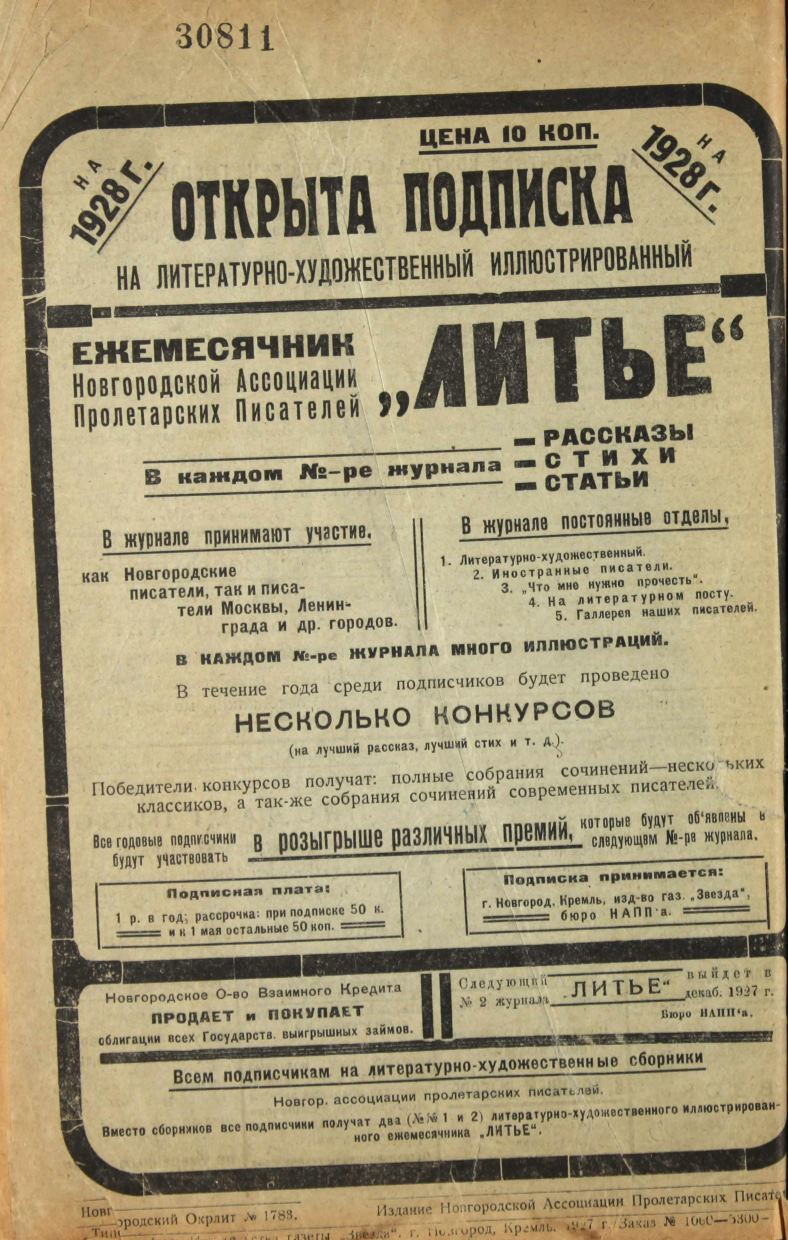 30811
ЦЕНА 10 КОП.
НА 1928 г.
НА 1928 г.
ОТКРЫТА ПОДПИСКА
НА ЛИТЕРАТУРНО-ХУДОЖЕСТВЕННЫЙ ИЛЛЮСТРИРОВАННЫЙ
ЕЖЕМЕСЯЧНИК
Новгородской Ассоциации
Пролетарских Писателей
„ЛИТЬЕ“
В каждом №-ре журнала
РАССКАЗЫ
СТИХИ
СТАТЬИ
В журнале принимают участие.
как Новгородские
писатели, так и писа-
тели Москвы, Ленин-
града и др. городов.
В журнале постоянные отделы,
1. Литературно-художественный.
2. Иностранные писатели.
3. „Что мне нужно прочесть“.
4. На литературном посту.
5. Галлерея наших писателей.
В КАЖДОМ №-ре ЖУРНАЛА МНОГО ИЛЛЮСТРАЦИЙ.
В течение года среди подписчиков будет проведено
НЕСКОЛЬКО КОНКУРСОВ
(на лучший рассказ, лучший стих и т. д.).
Победители конкурсов получат: полные собрания сочинений—нескольких
классиков, а так-же собрания сочинений современных писателей.
Все годовые подписчики
будут участвовать
в розыгрыше различных премий,
которые будут об‘явлены в
следующем №-ре журнала.
Подписная плата:
1 р. в год; рассрочка: при подписке 50 к.
и к 1 мая остальные 50 коп.
Подписка принимается:
г. Новгород, Кремль, изд-во газ. „Звезда“,
бюро НАПП‘а.
Новгородское О-во Взаимного Кредита
ПРОДАЕТ и ПОКУПАЕТ
облигации всех Государств. выигрышных займов.
Следующий
№ 2 журнала
„ЛИТЬЕ“
выйдет в
декаб. 1927 г.
Бюро НАПП‘а.
Всем подписчикам на литературно-художественные сборники
Новгор. ассоциации пролетарских писателей.
Вместо сборников все подписчики получат два (№№ 1 и 2) литературно-художественного иллюстрирован-
ного ежемесячника „ЛИТЬЕ“.
Новгородский Окрлит № 1783.
Издание Новгородской Ассоциации Пролетарских Писате
газеты „Звезда“, г. Новгород, Кремль, 1927 г. Заказ №